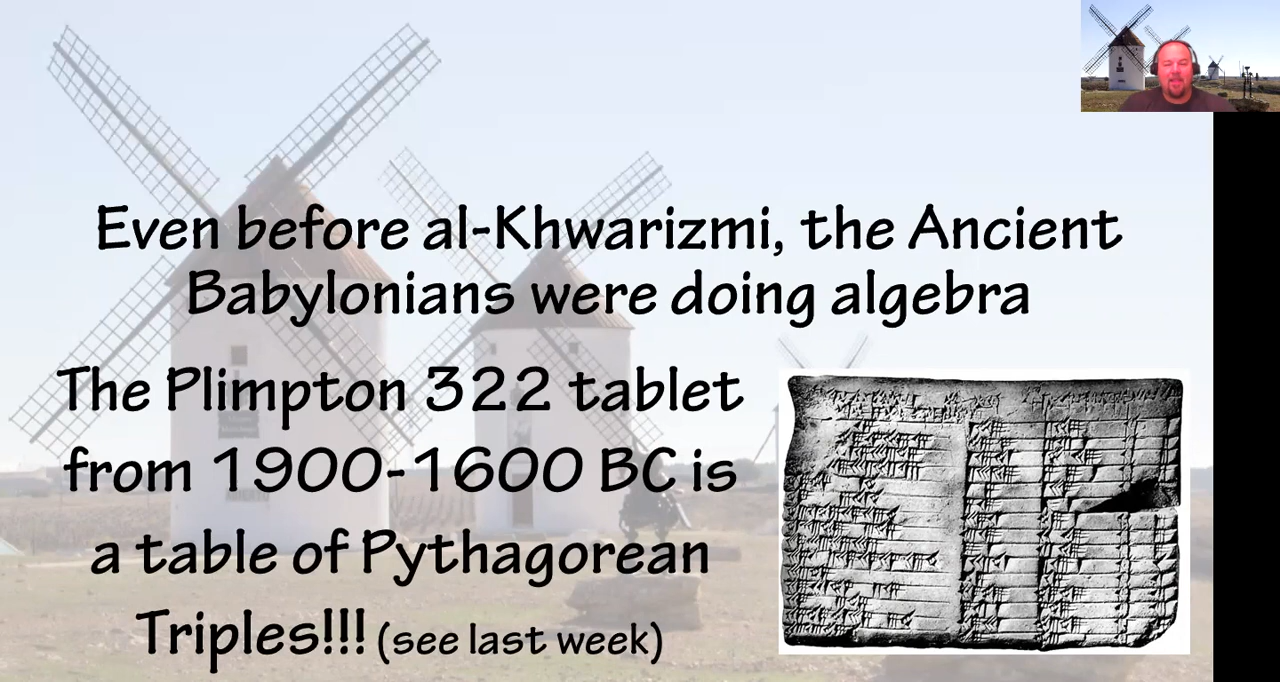 Even before al-Khwarizmi, the Ancient
Babylonians were doing algebra
The Plimpton 322 tablet
from 1900-1600 BC is
a table of Pythagorean
Triples!!! (see last week)